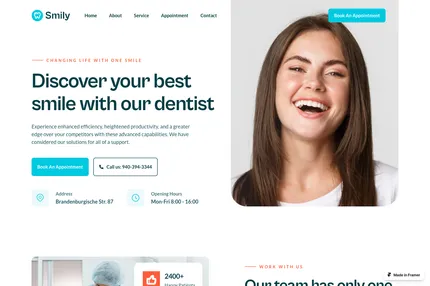 Smily
Home About Service Appointment Contact
Book An Appointment
CHANGING LIFE WITH ONE SMILE
Discover your best
smile with our dentist
Experience enhanced efficiency, heightened productivity, and a greater
edge over your competitors with these advanced capabilities. We have
considered our solutions for all of a support.
Book An Appointment
Call us: 940-294-3344
Address
Brandenburgische Str. 87
Opening Hours
Mon-Fri 8:00 - 16:00
Made in Framer
2400+
Happy Patients
WORK WITH US
Our team has only one